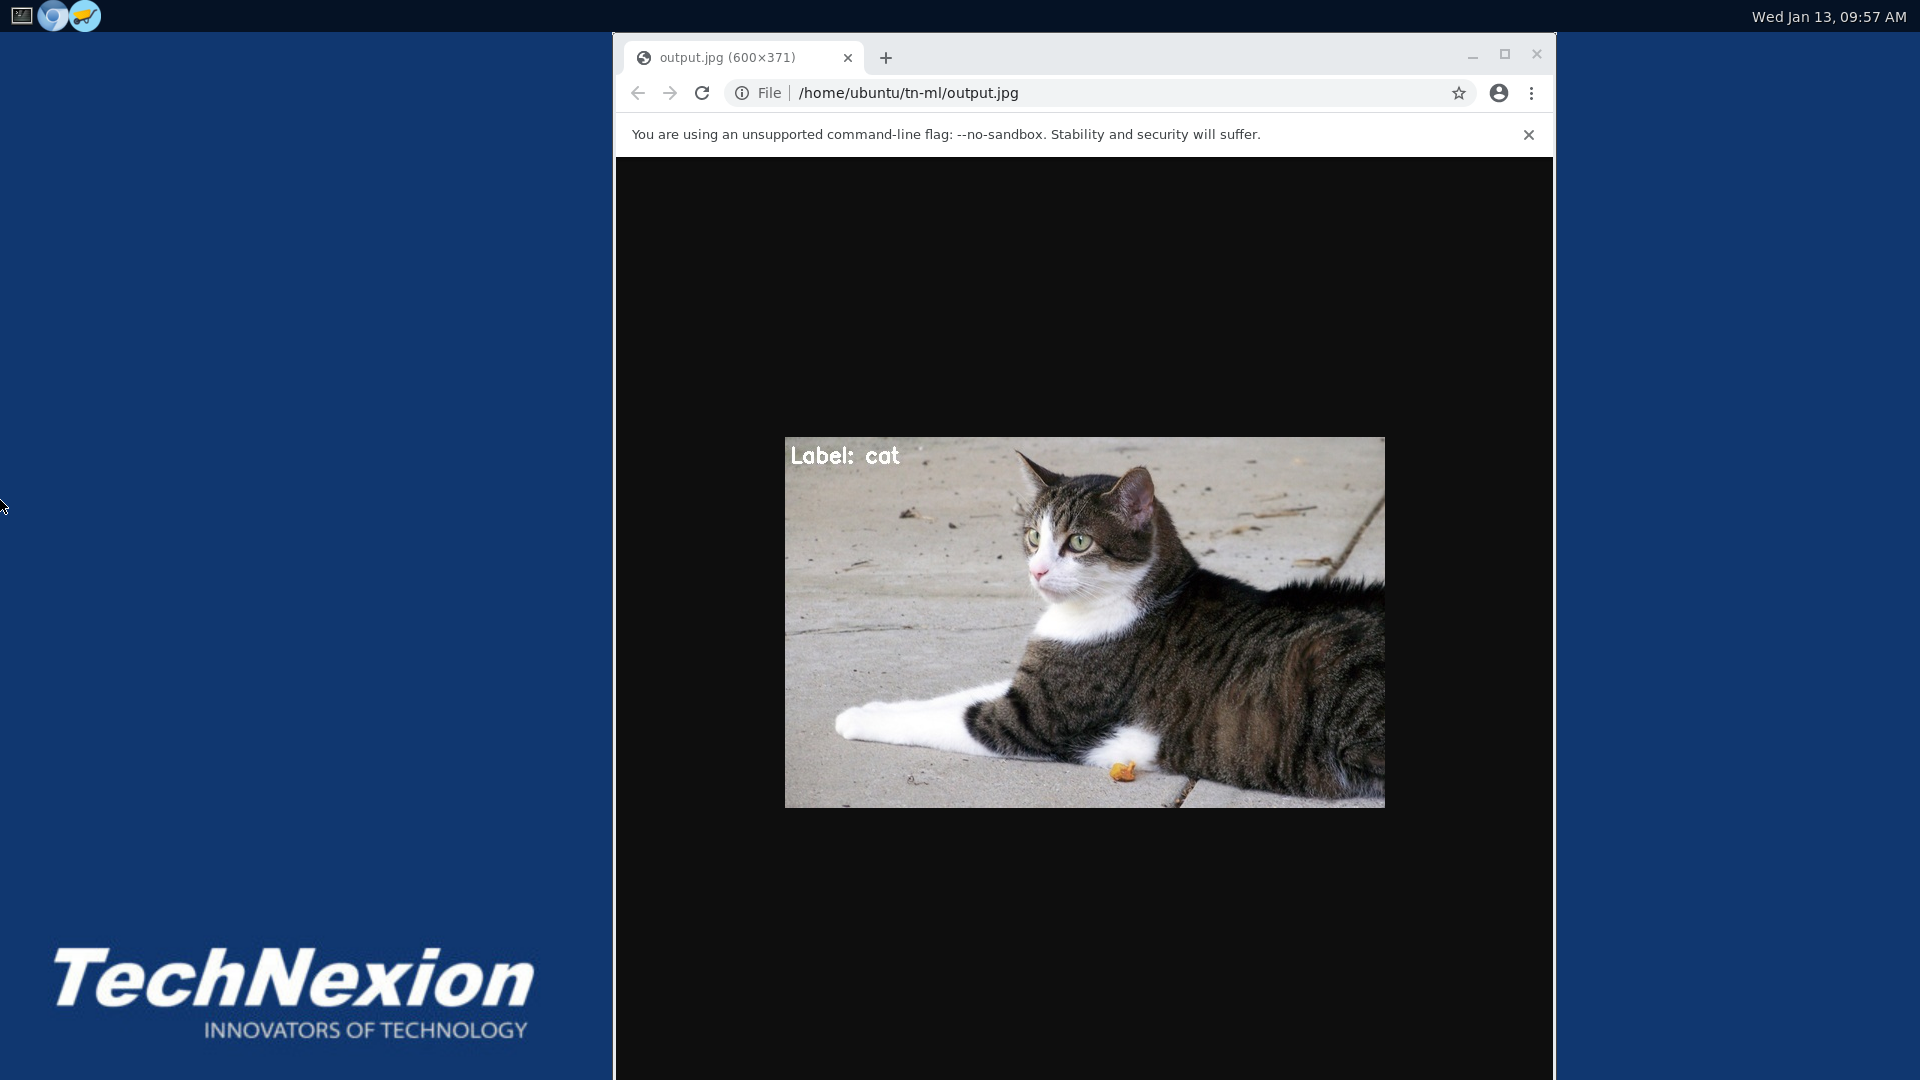 Wed Jan 13, 09:57 AM
output.jpg (600×371)
File
/home/ubuntu/tn-ml/output.jpg
You are using an unsupported command-line flag: --no-sandbox. Stability and security will suffer.
Label: cat
TechNexion
INNOVATORS OF TECHNOLOGY